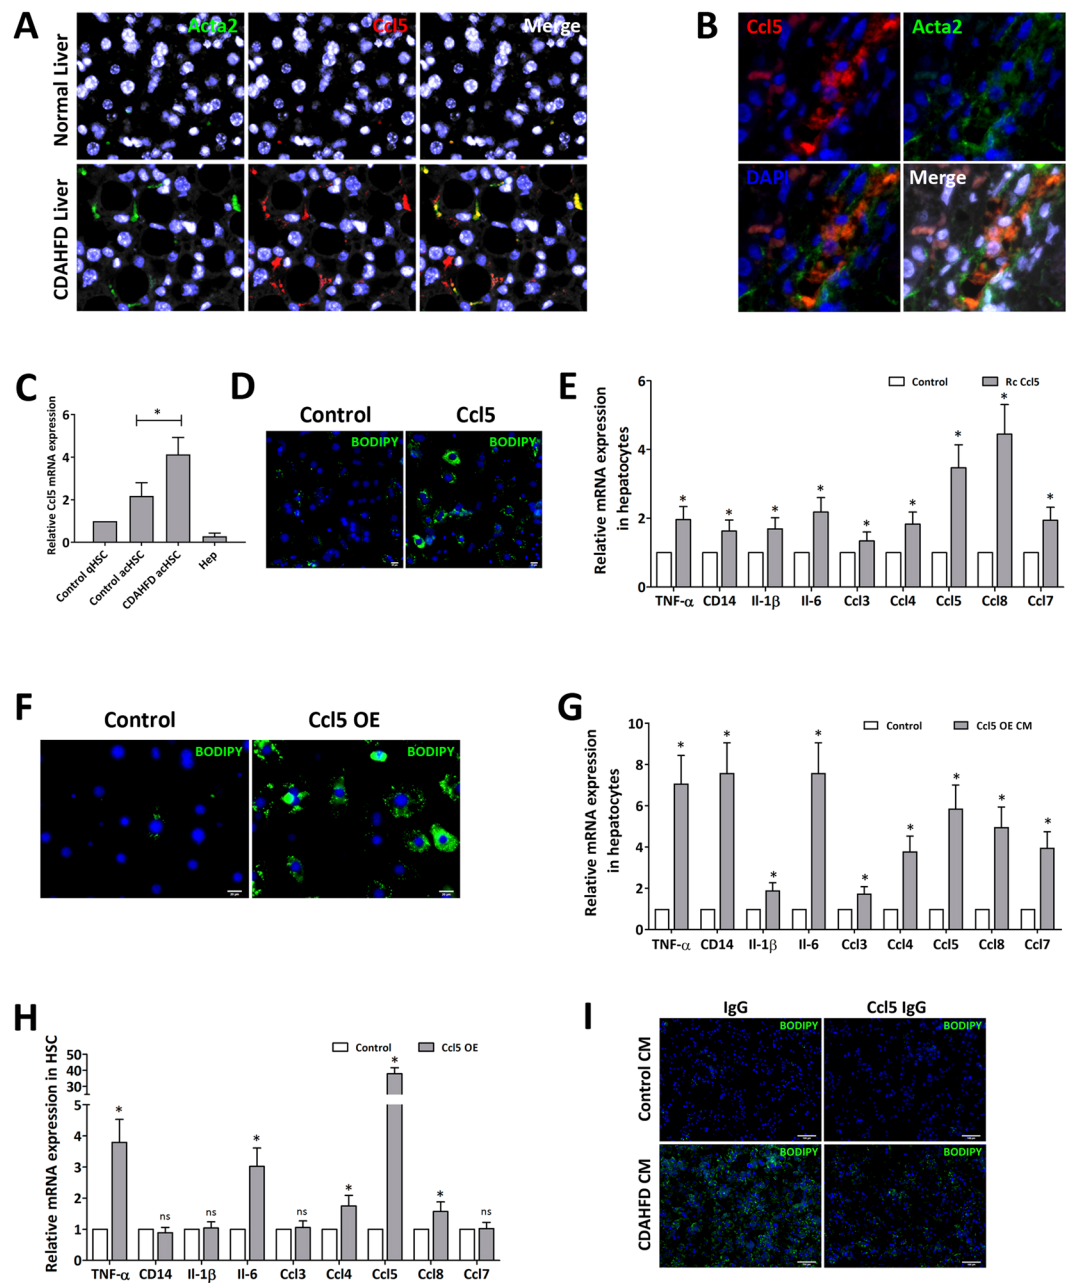 A
Acta2
Ccl5
Merge
Normal Liver
CDAHFD Liver
B
Ccl5
Acta2
DAPI
Merge
C
Relative Ccl5 mRNA expression
6
4
2
0
*
Control qHSC
Control acHSC
CDAHFD acHSC
Hep
D
Control
Ccl5
BODIPY
BODIPY
E
Control
Rc Ccl5
Relative mRNA expression
in hepatocytes
6
4
2
0
* * * * * * * * *
TNF-α CD14 Il-1β Il-6 Ccl3 Ccl4 Ccl5 Ccl8 Ccl7
F
Control
Ccl5 OE
BODIPY
BODIPY
G
Control
Ccl5 OE CM
Relative mRNA expression
in hepatocytes
10
8
6
4
2
0
* * * * * * * * *
TNF-α CD14 Il-1β Il-6 Ccl3 Ccl4 Ccl5 Ccl8 Ccl7
H
Control
Ccl5 OE
Relative mRNA expression in HSC
50
40
30
5
4
3
2
1
0
* ns ns * ns * * * ns
TNF-α CD14 Il-1β Il-6 Ccl3 Ccl4 Ccl5 Ccl8 Ccl7
I
IgG
Ccl5 IgG
Control CM
CDAHFD CM
BODIPY
BODIPY
BODIPY
BODIPY